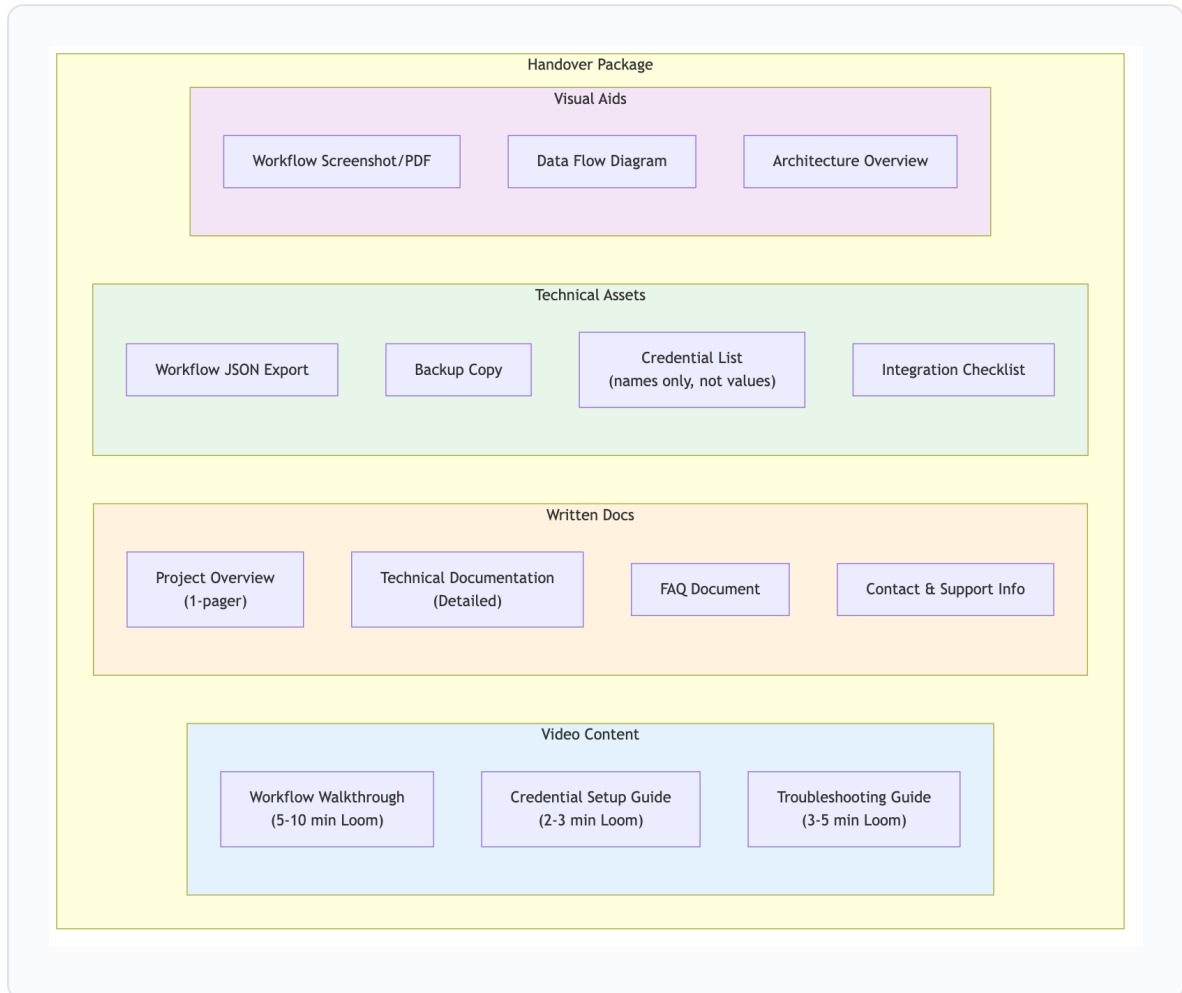 Handover Package
Visual Aids
Workflow Screenshot/PDF
Data Flow Diagram
Architecture Overview
Technical Assets
Workflow JSON Export
Backup Copy
Credential List
(names only, not values)
Integration Checklist
Written Docs
Project Overview
(1-pager)
Technical Documentation
(Detailed)
FAQ Document
Contact & Support Info
Video Content
Workflow Walkthrough
(5-10 min Loom)
Credential Setup Guide
(2-3 min Loom)
Troubleshooting Guide
(3-5 min Loom)